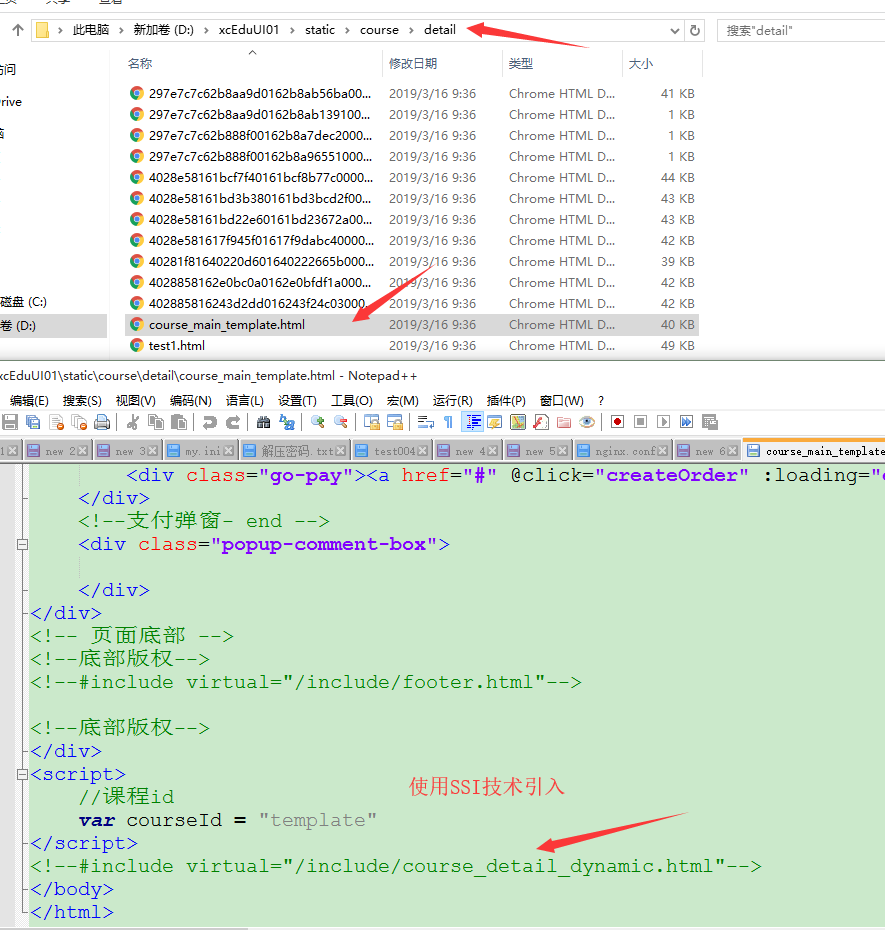 此电脑 › 新加卷 (D:) › xcEduUI01 › static › course › detail
搜索"detail"
名称 修改日期 类型 大小
297e7c7c62b8aa9d0162b8ab56ba00... 2019/3/16 9:36 Chrome HTML D... 41 KB
297e7c7c62b8aa9d0162b8ab139100... 2019/3/16 9:36 Chrome HTML D... 1 KB
297e7c7c62b888f00162b8a7dec2000... 2019/3/16 9:36 Chrome HTML D... 1 KB
297e7c7c62b888f00162b8a96551000... 2019/3/16 9:36 Chrome HTML D... 1 KB
4028e58161bcf7f40161bcf8b77c0000... 2019/3/16 9:36 Chrome HTML D... 44 KB
4028e58161bd3b380161bd3bcd2f00... 2019/3/16 9:36 Chrome HTML D... 43 KB
4028e58161bd22e60161bd23672a00... 2019/3/16 9:36 Chrome HTML D... 43 KB
4028e581617f945f01617f9dabc40000... 2019/3/16 9:36 Chrome HTML D... 42 KB
40281f81640220d601640222665b000... 2019/3/16 9:36 Chrome HTML D... 39 KB
4028858162e0bc0a0162e0bfdf1a000... 2019/3/16 9:36 Chrome HTML D... 42 KB
402885816243d2dd016243f24c03000... 2019/3/16 9:36 Chrome HTML D... 42 KB
course_main_template.html 2019/3/16 9:36 Chrome HTML D... 40 KB
test1.html 2019/3/16 9:36 Chrome HTML D... 49 KB
问
rive
磁盘 (C:)
卷 (D:)
xcEduUI01\static\course\detail\course_main_template.html - Notepad++
编辑(E) 搜索(S) 视图(V) 编码(N) 语言(L) 设置(T) 工具(O) 宏(M) 运行(R) 插件(P) 窗口(W) ?
1 new 2 new 3 my.ini 解压密码.txt test004 new 4 new 5 nginx.conf new 6 course_main_template
<div class="go-pay"><a href="#" @click="createOrder" :loading="
</div>
<!--支付弹窗- end -->
<div class="popup-comment-box">
</div>
</div>
<!-- 页面底部 -->
<!--底部版权-->
<!--#include virtual="/include/footer.html"-->
<!--底部版权-->
</div>
<script>
//课程id
使用SSI技术引入
var courseId = "template"
</script>
<!--#include virtual="/include/course_detail_dynamic.html"-->
</body>
</html>